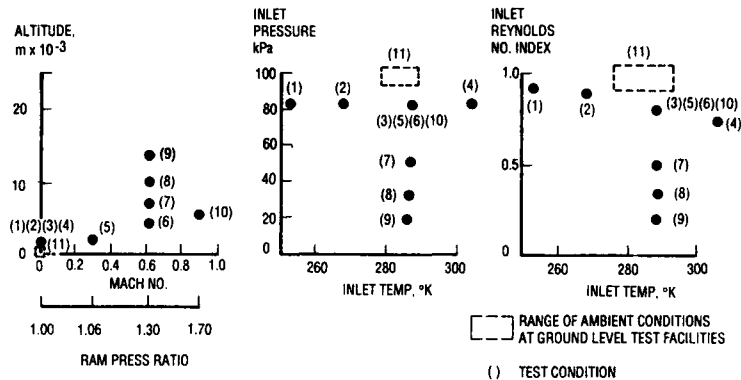 ALTITUDE,
m x 10⁻³
20
10
0
(9)
(8)
(7)
(6)
(10)
(5)
(1)(2)(3)(4)
(11)
0 0.2 0.4 0.6 0.8 1.0
MACH NO.
1.00 1.06 1.30 1.70
RAM PRESS RATIO
INLET
PRESSURE
kPa
100
80
60
40
20
0
(11)
(1) (2) (4)
(3)(5)(6)(10)
(7)
(8)
(9)
260 280 300
INLET TEMP, °K
INLET
REYNOLDS
NO. INDEX
1.0
0.5
0
(11)
(1) (2) (3)(5)(6)(10)
(4)
(7)
(8)
(9)
260 280 300
INLET TEMP, °K
RANGE OF AMBIENT CONDITIONS
AT GROUND LEVEL TEST FACILITIES
( ) TEST CONDITION